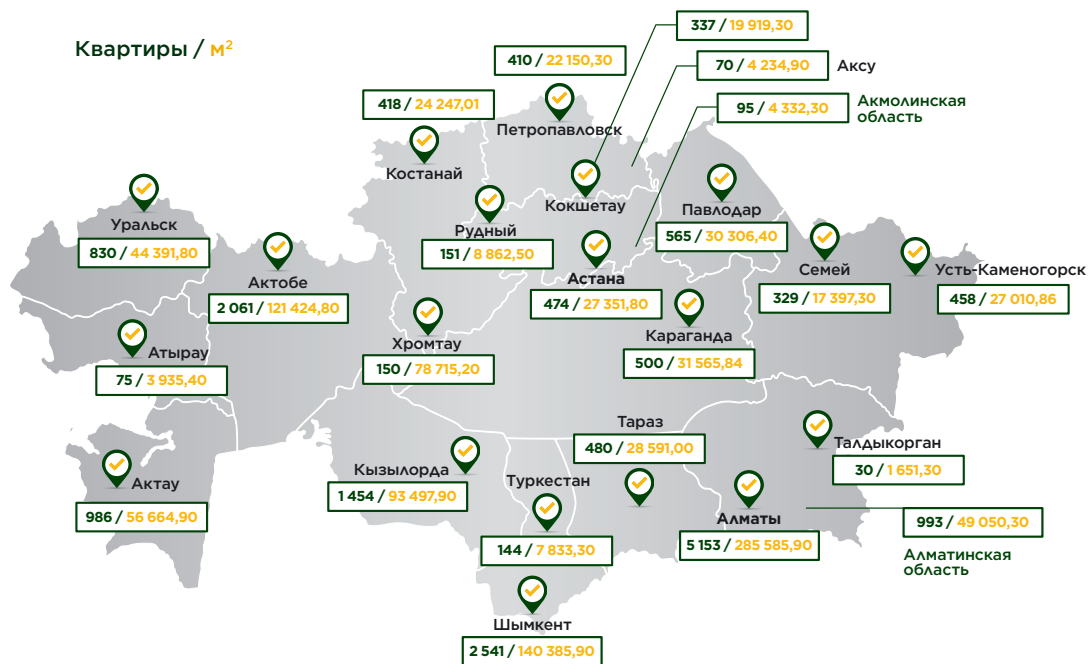 Квартиры / м²
337 / 19 919,30
410 / 22 150,30
70 / 4 234,90
Аксу
418 / 24 247,01
95 / 4 332,30
Акмолинская
область
Петропавловск
Костанай
Кокшетау
Павлодар
565 / 30 306,40
Уральск
830 / 44 391,80
Рудный
151 / 8 862,50
Актобе
2 061 / 121 424,80
Астана
474 / 27 351,80
Семей
329 / 17 397,30
Усть-Каменогорск
458 / 27 010,86
Хромтау
150 / 78 715,20
Караганда
500 / 31 565,84
Атырау
75 / 3 935,40
Тараз
480 / 28 591,00
Талдыкорган
30 / 1 651,30
Кызылорда
1 454 / 93 497,90
Туркестан
144 / 7 833,30
Актау
986 / 56 664,90
Алматы
5 153 / 285 585,90
993 / 49 050,30
Алматинская
область
Шымкент
2 541 / 140 385,90